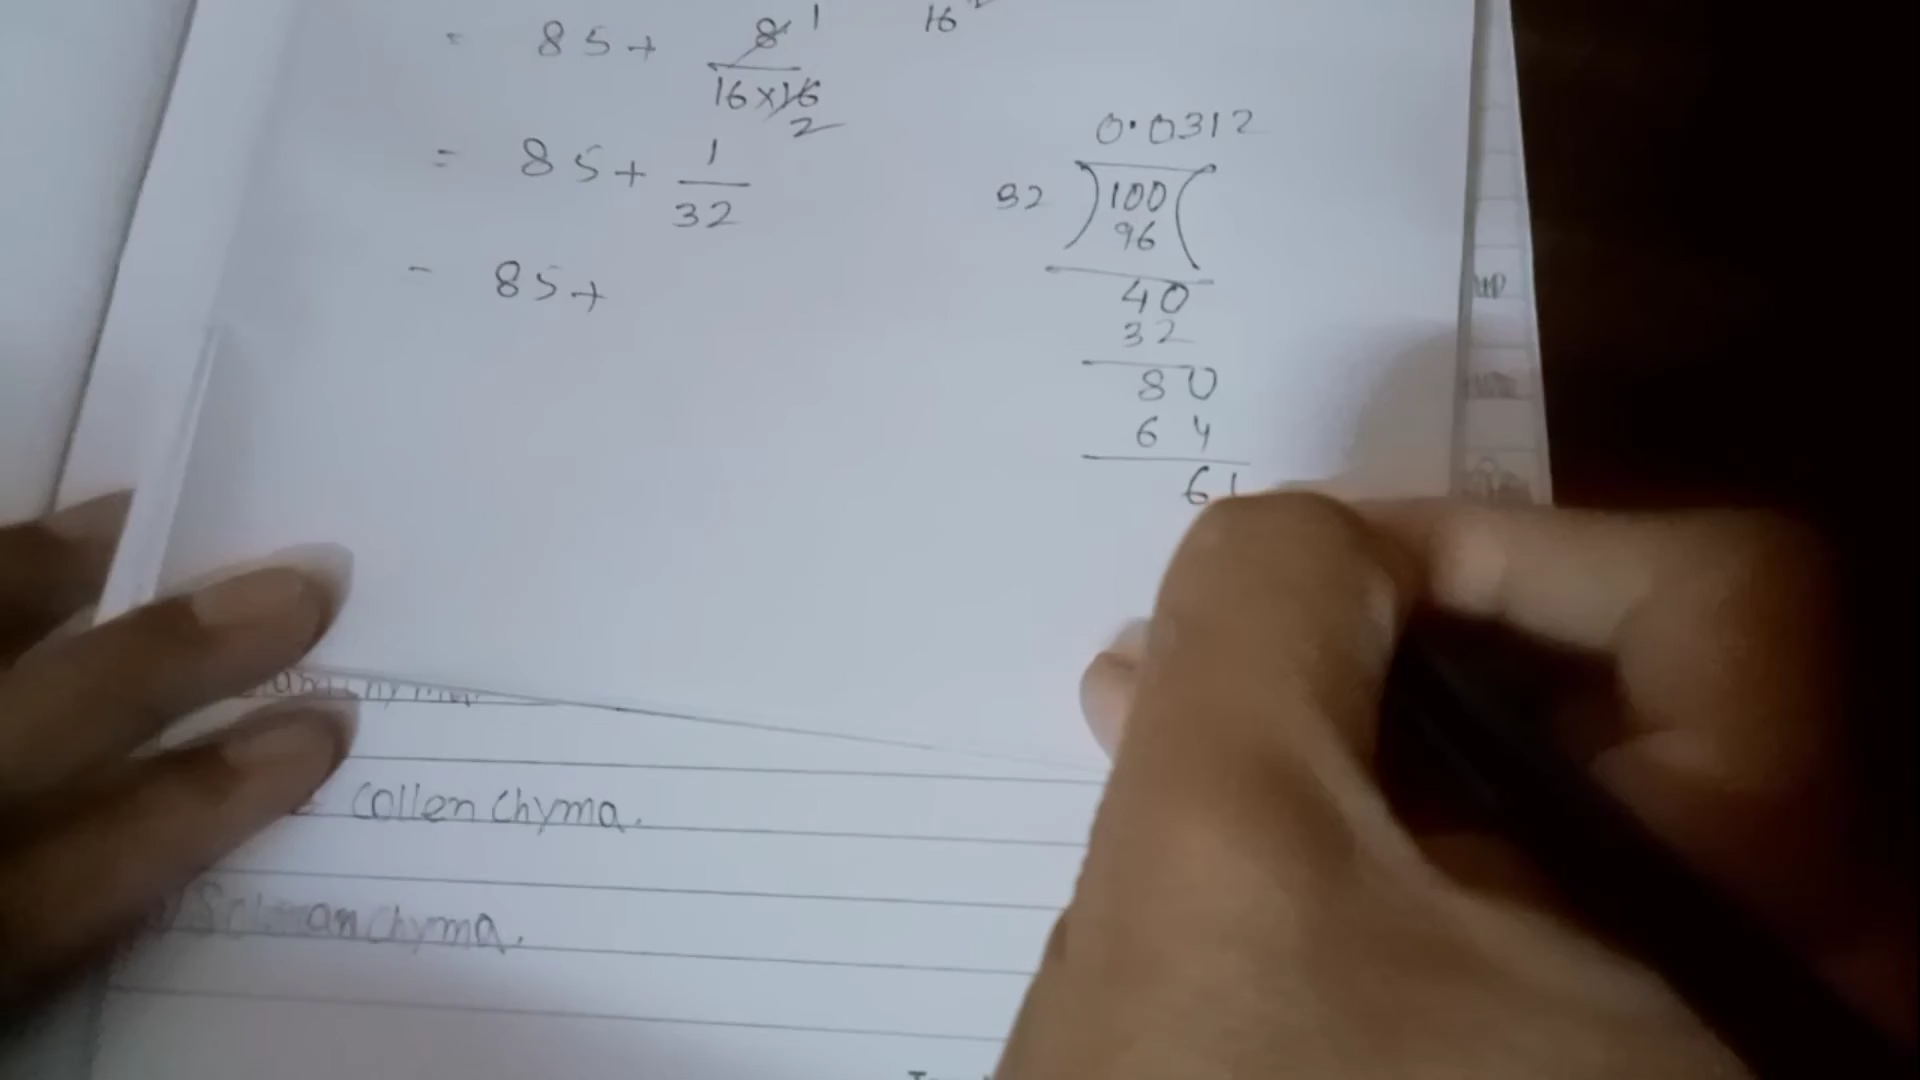 = 85 + 8 1
16 × 16
2
= 85 + 1
32
- 85 +
16
0.0312
32 ) 100 (
96
40
32
80
64
6
Collen chyma.